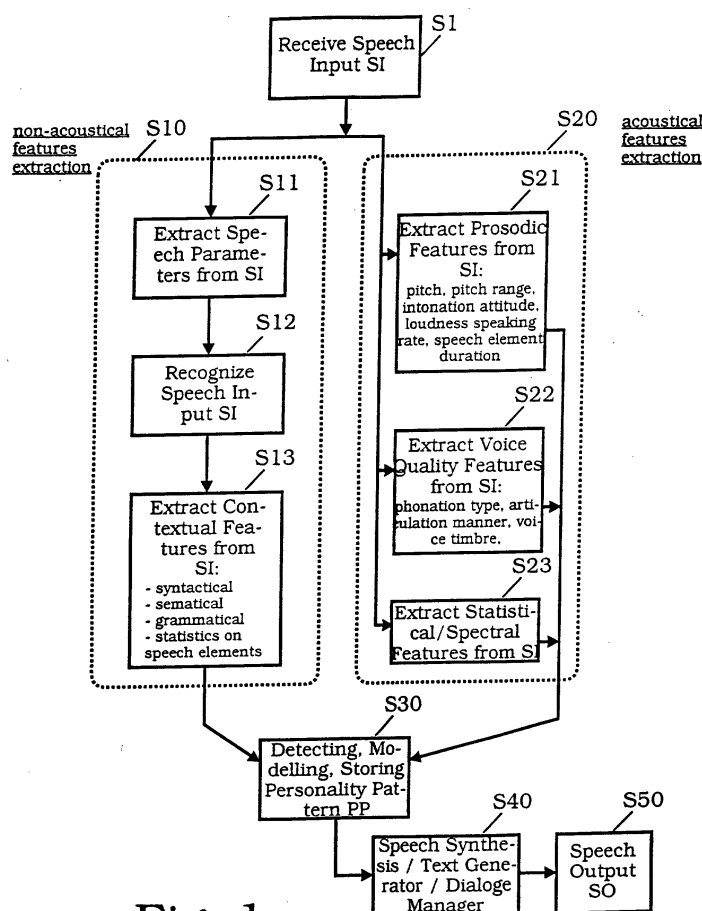 S1
Receive Speech
Input SI
non-acoustical
features
extraction
S10
S20
acoustical
features
extraction
S11
Extract Spe-
ech Parame-
ters from SI
S12
Recognize
Speech In-
put SI
S13
Extract Con-
textual Fea-
tures from
SI:
- syntactical
- sematical
- grammatical
- statistics on
speech elements
S21
Extract Prosodic
Features from
SI:
pitch, pitch range,
intonation attitude,
loudness speaking
rate, speech element
duration
S22
Extract Voice
Quality Features
from SI:
phonation type, arti-
culation manner, voi-
ce timbre,
S23
Extract Statisti-
cal/Spectral
Features from SI
S30
Detecting, Mo-
delling, Storing
Personality Pat-
tern PP
S40
Speech Synthe-
sis / Text Gene-
rator / Dialoge
Manager
S50
Speech
Output
SO